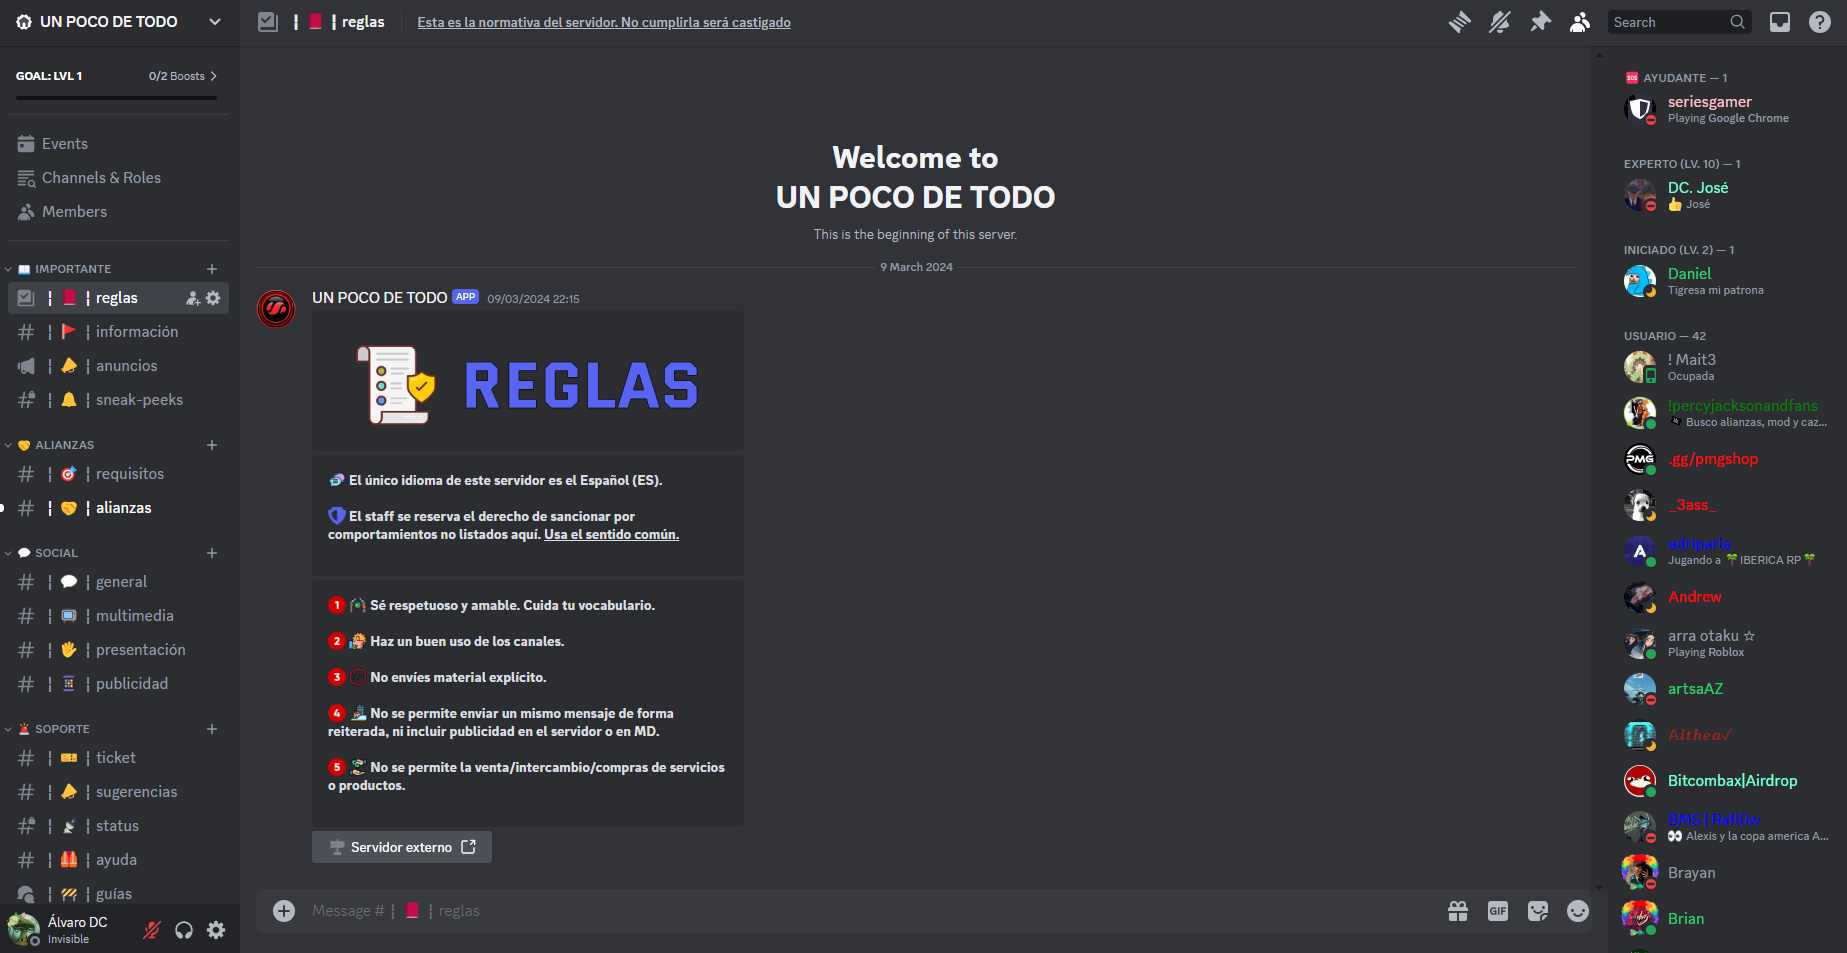 UN POCO DE TODO
GOAL: LVL 1
0/2 Boosts
Events
Channels & Roles
Members
IMPORTANTE
reglas
información
anuncios
sneak-peeks
ALIANZAS
requisitos
alianzas
SOCIAL
general
multimedia
presentación
publicidad
SOPORTE
ticket
sugerencias
status
ayuda
guías
Álvaro DC
Invisible
reglas
Esta es la normativa del servidor. No cumplirla será castigado
Search
Welcome to
UN POCO DE TODO
This is the beginning of this server.
9 March 2024
UN POCO DE TODO APP 09/03/2024 22:15
REGLAS
El único idioma de este servidor es el Español (ES).
El staff se reserva el derecho de sancionar por
comportamientos no listados aquí. Usa el sentido común.
1 Sé respetuoso y amable. Cuida tu vocabulario.
2 Haz un buen uso de los canales.
3 No envíes material explícito.
4 No se permite enviar un mismo mensaje de forma
reiterada, ni incluir publicidad en el servidor o en MD.
5 No se permite la venta/intercambio/compras de servicios
o productos.
Servidor externo
Message # ¦ ¦ reglas
GIF
SOS AYUDANTE — 1
seriesgamer
Playing Google Chrome
EXPERTO (LV. 10) — 1
DC. José
José
INICIADO (LV. 2) — 1
Daniel
Tigresa mi patrona
USUARIO — 42
! Mait3
Ocupada
!percyjacksonandfans
Busco alianzas, mod y caz...
PMG
.gg/pmgshop
_3ass_
A
adriparls
Jugando a 🌴IBERICA RP🌴
Andrew
arra otaku ☆
Playing Roblox
artsaAZ
Althea✓
Bitcombax|Airdrop
BMS | Rafl0w
Alexis y la copa america A...
Brayan
Brian